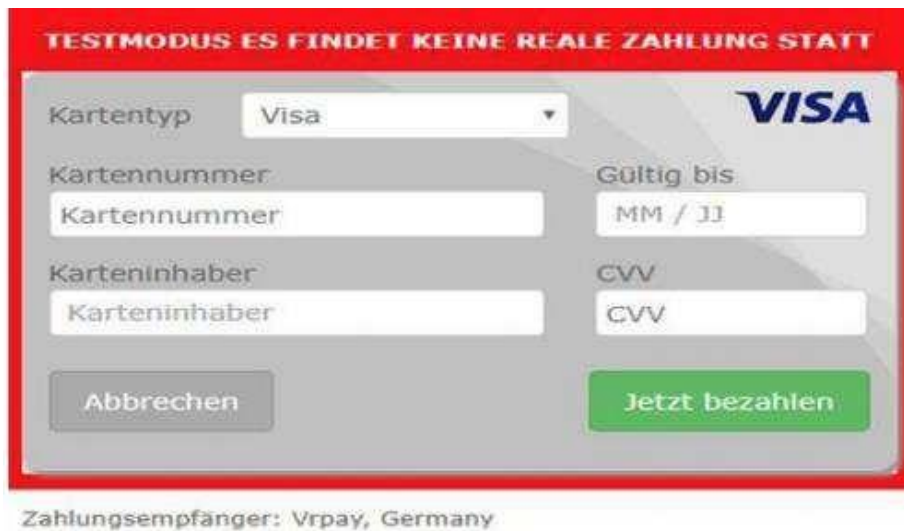 TESTMODUS ES FINDET KEINE REALE ZAHLUNG STATT
Kartentyp Visa VISA
Kartennummer Gültig bis
Kartennummer MM / JJ
Karteninhaber CVV
Karteninhaber CVV
Abbrechen Jetzt bezahlen
Zahlungsempfänger: Vrpay, Germany